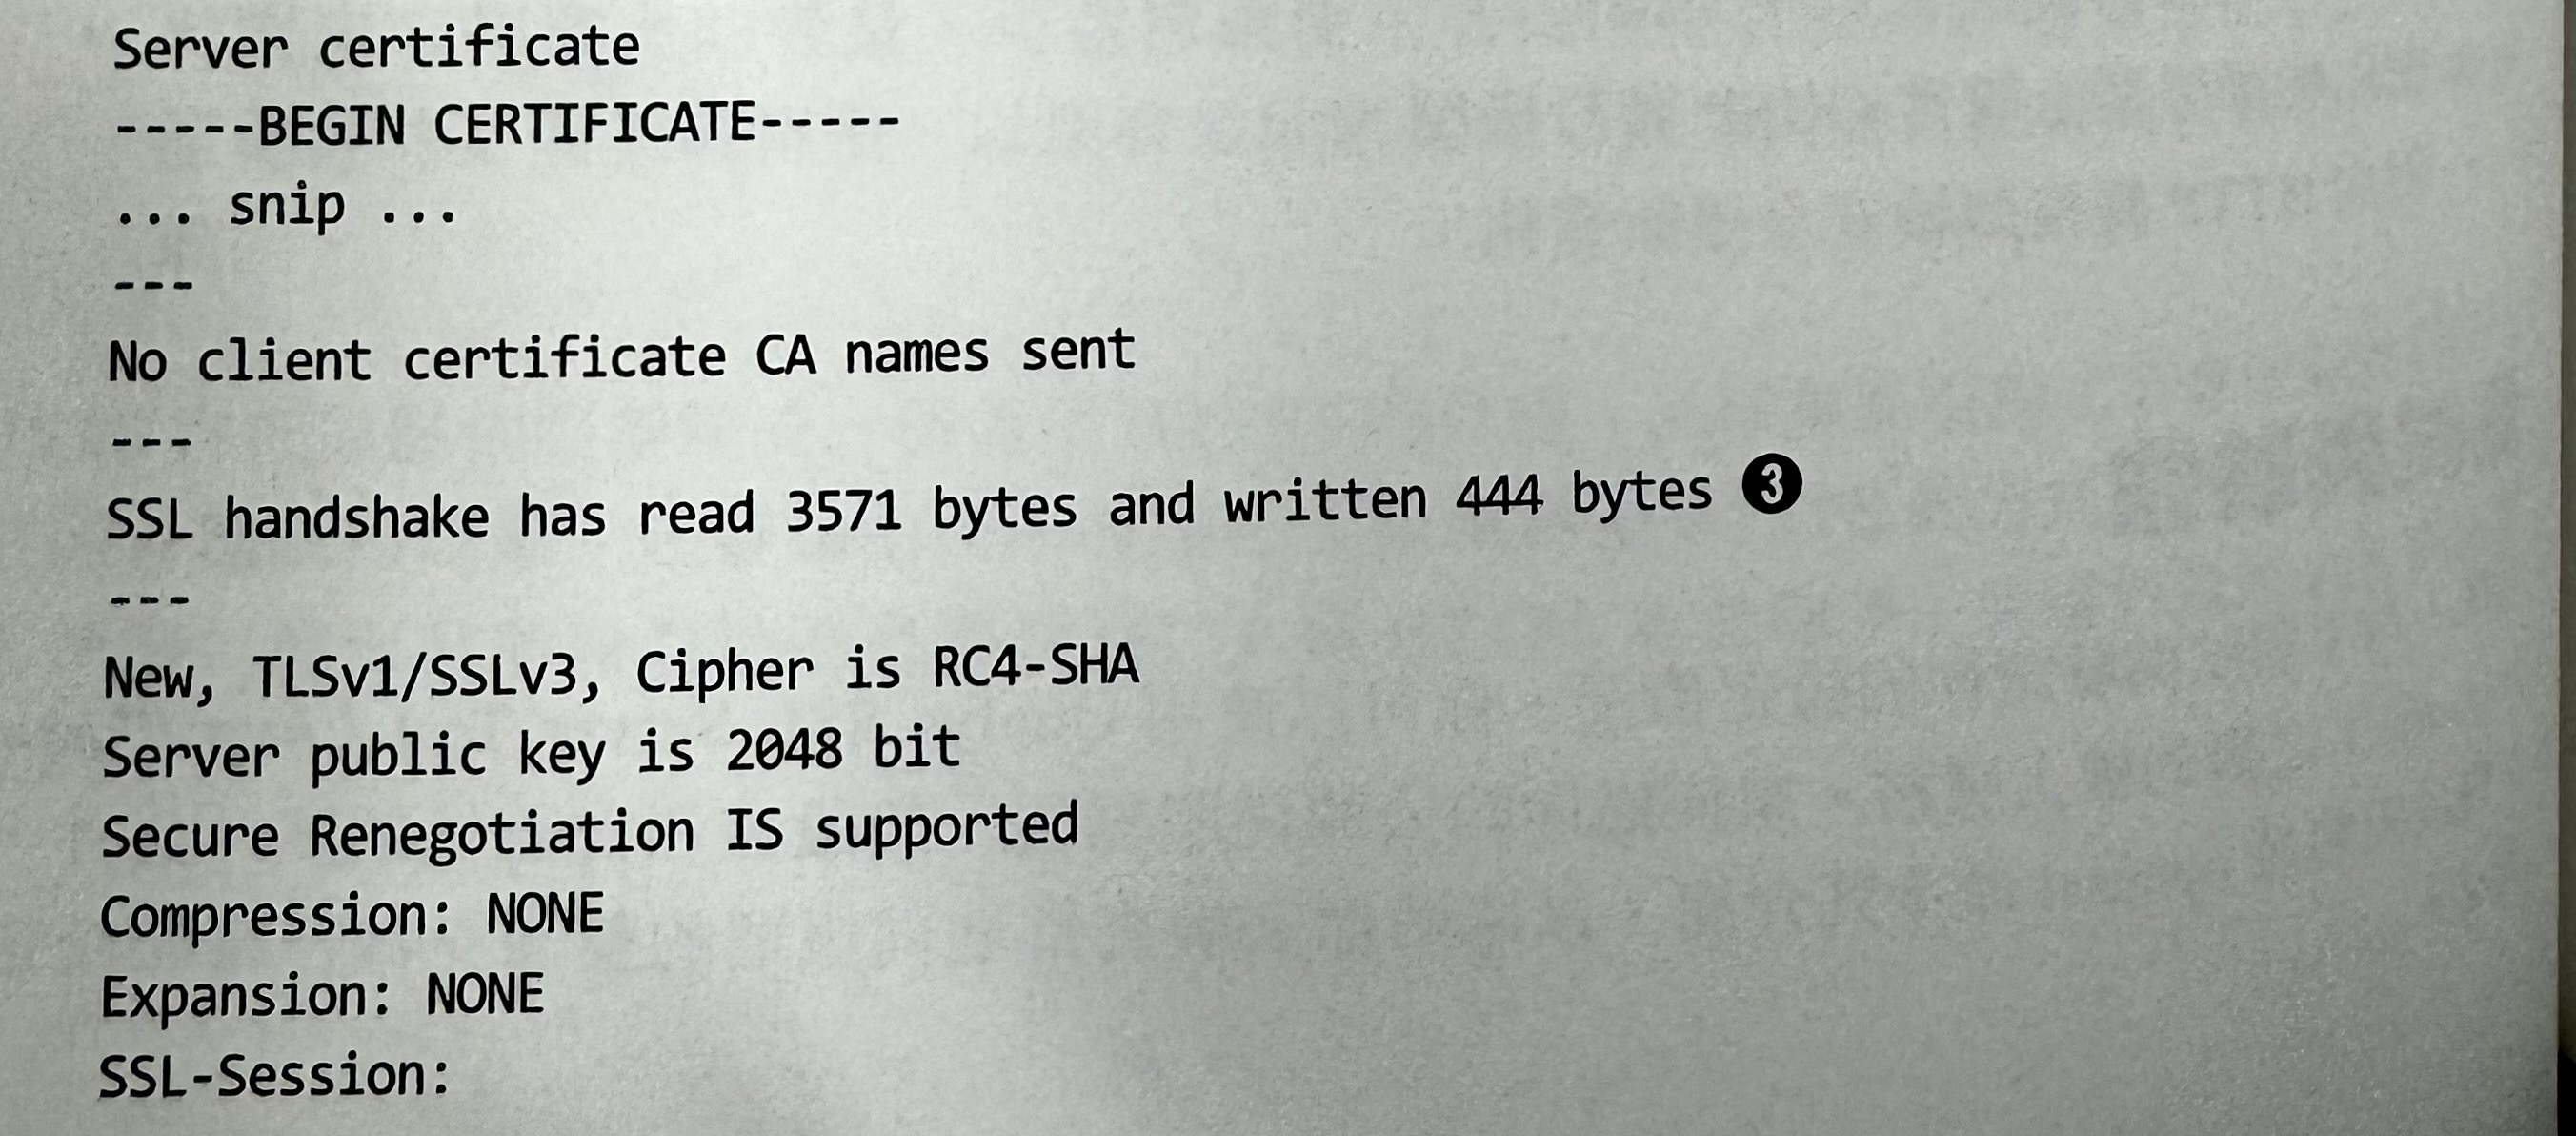 Server certificate
-----BEGIN CERTIFICATE-----
... snip ...
---
No client certificate CA names sent
---
SSL handshake has read 3571 bytes and written 444 bytes ❸
---
New, TLSv1/SSLv3, Cipher is RC4-SHA
Server public key is 2048 bit
Secure Renegotiation IS supported
Compression: NONE
Expansion: NONE
SSL-Session: